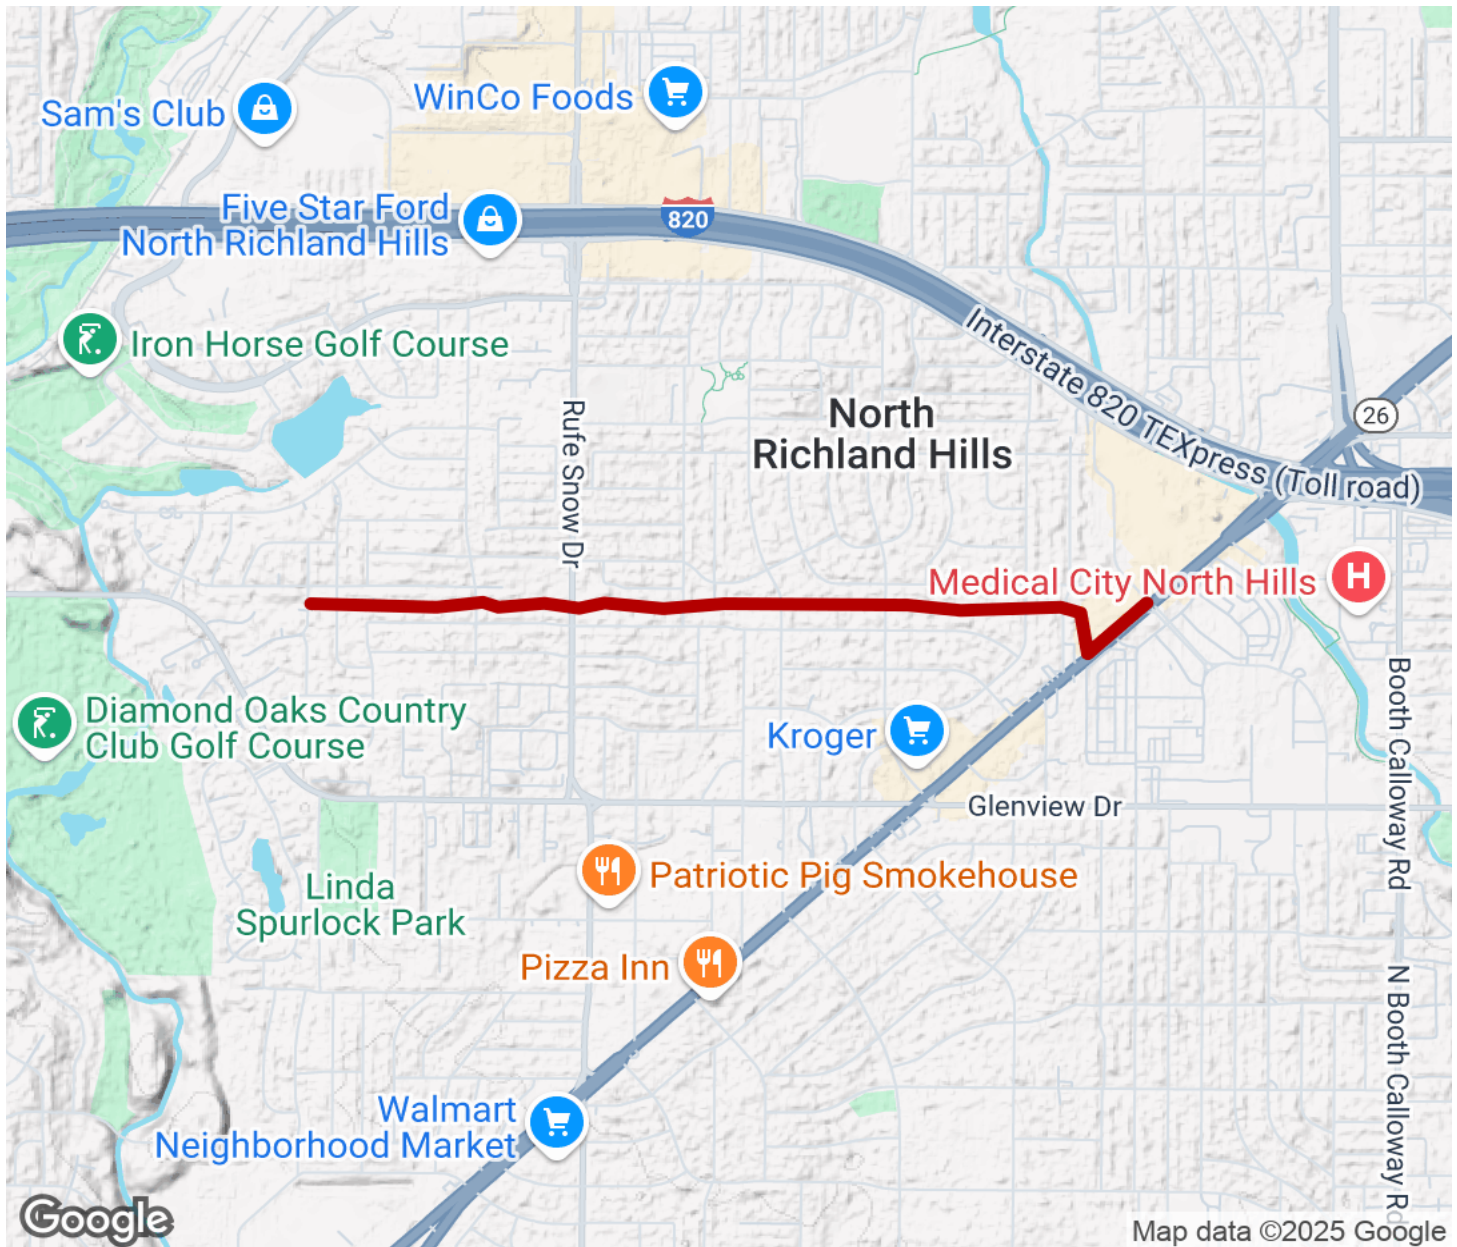 WinCo Foods
Sam's Club
Five Star Ford
North Richland Hills
820
Iron Horse Golf Course
Interstate 820 TEXpress (Toll road)
26
Rufe Snow Dr
North
Richland Hills
Medical City North Hills
H
Diamond Oaks Country
Club Golf Course
Kroger
Booth Calloway Rd
Glenview Dr
Patriotic Pig Smokehouse
Linda
Spurlock Park
Pizza Inn
N Booth Calloway Rd
Walmart
Neighborhood Market
Google
Map data ©2025 Google